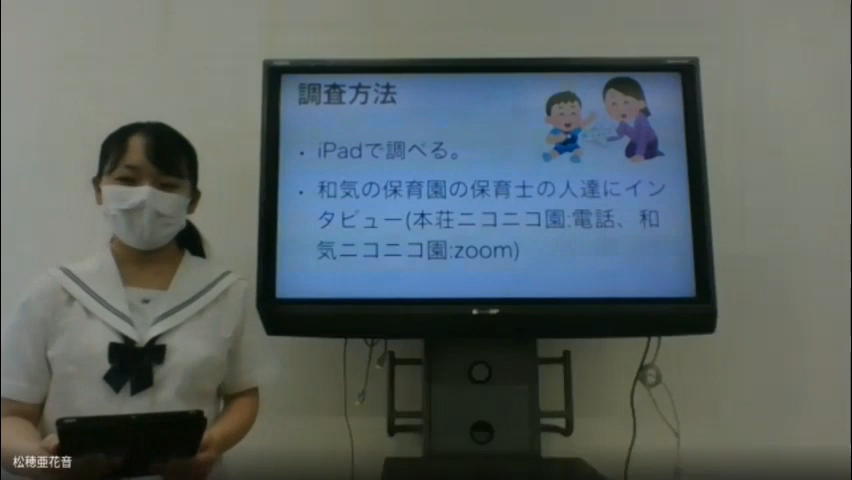 調査方法
・iPadで調べる。
・和気の保育園の保育士の人達にイン
タビュー(本荘ニコニコ園:電話、和
気ニコニコ園:zoom)
松穂亜花音